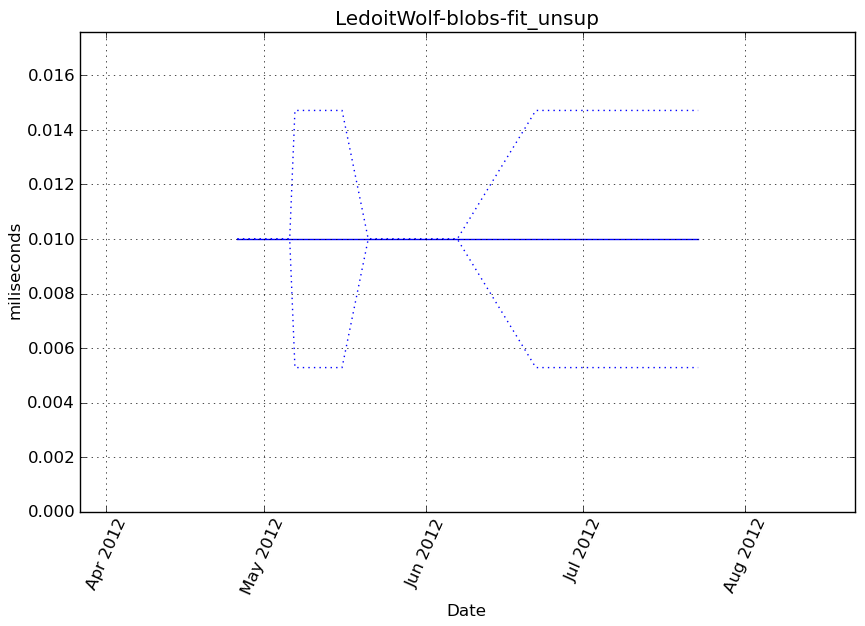 LedoitWolf-blobs-fit_unsup
0.016
0.014
0.012
0.010
0.008
0.006
0.004
0.002
0.000
miliseconds
Apr 2012
May 2012
Jun 2012
Jul 2012
Aug 2012
Date